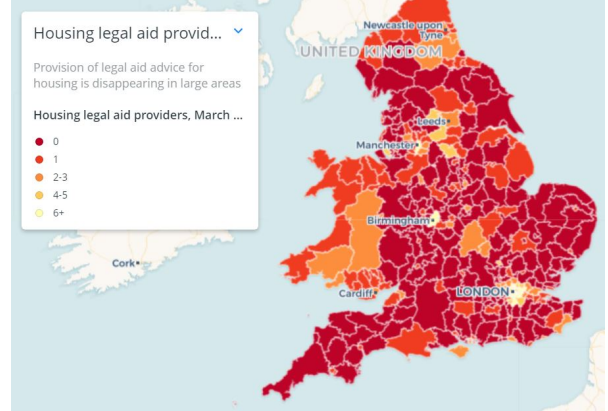 Housing legal aid provid...
Provision of legal aid advice for
housing is disappearing in large areas
Housing legal aid providers, March ...
0
1
2-3
4-5
6+
Newcastle upon
Tyne
UNITED KINGDOM
Leeds
Manchester
Birmingham
Cork
Cardiff
LONDON